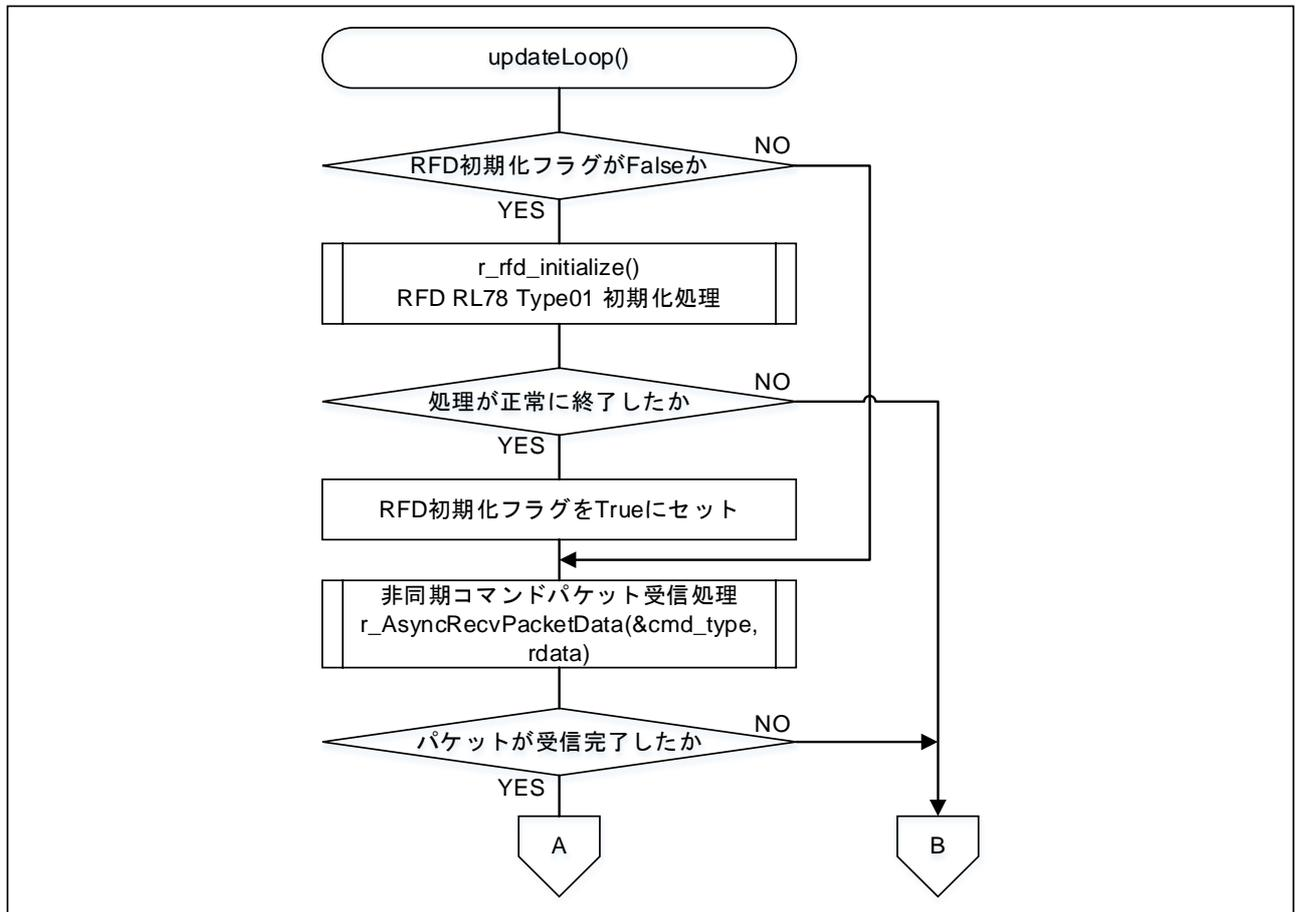 updateLoop()
RFD初期化フラグがFalseか
NO
YES
r_rfd_initialize()
RFD RL78 Type01 初期化処理
処理が正常に終了したか
NO
YES
RFD初期化フラグをTrueにセット
非同期コマンドパケット受信処理
r_AsyncRecvPacketData(&cmd_type,
rdata)
パケットが受信完了したか
NO
YES
A
B